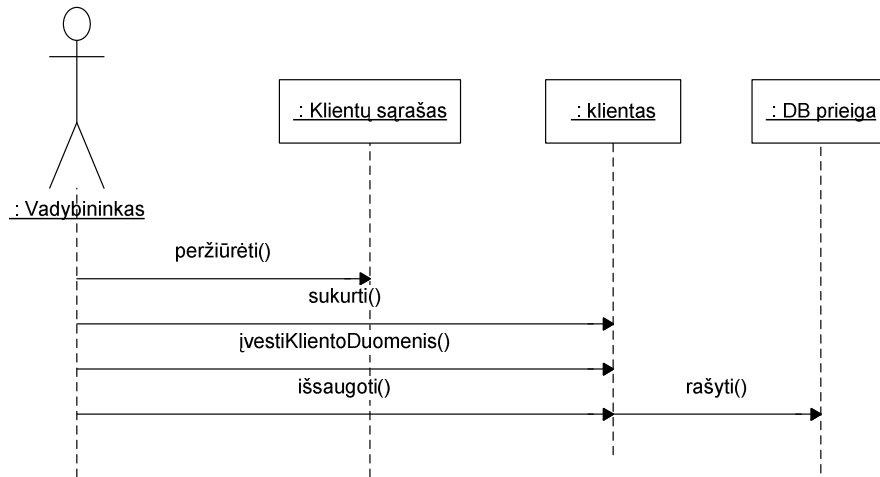 : Klientų sąrašas
: klientas
: DB prieiga
: Vadybininkas
peržiūrėti()
sukurti()
įvestiKlientoDuomenis()
išsaugoti()
rašyti()